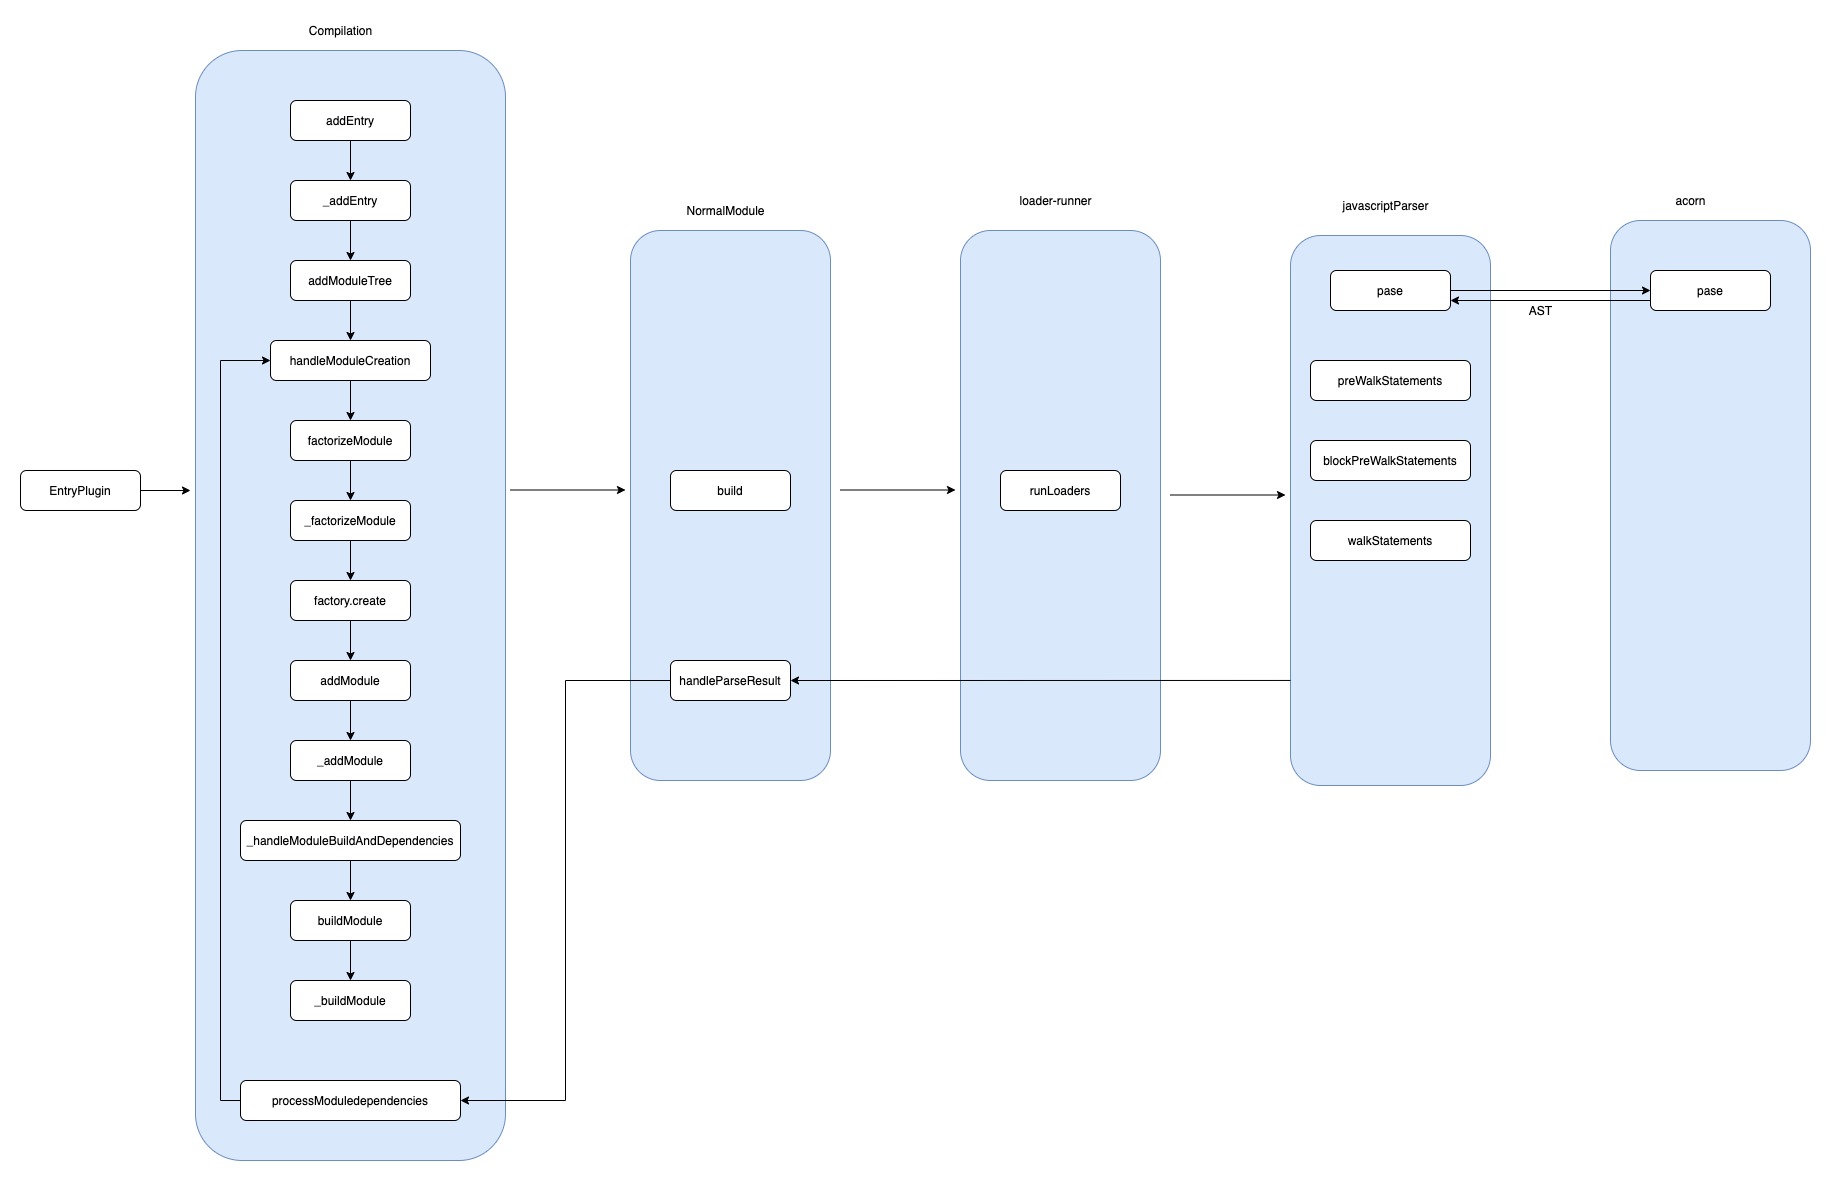 Compilation
addEntry
_addEntry
addModuleTree
handleModuleCreation
factorizeModule
EntryPlugin
_factorizeModule
factory.create
addModule
_addModule
_handleModuleBuildAndDependencies
buildModule
_buildModule
processModuledependencies
NormalModule
build
handleParseResult
loader-runner
runLoaders
javascriptParser
pase
AST
preWalkStatements
blockPreWalkStatements
walkStatements
acorn
pase